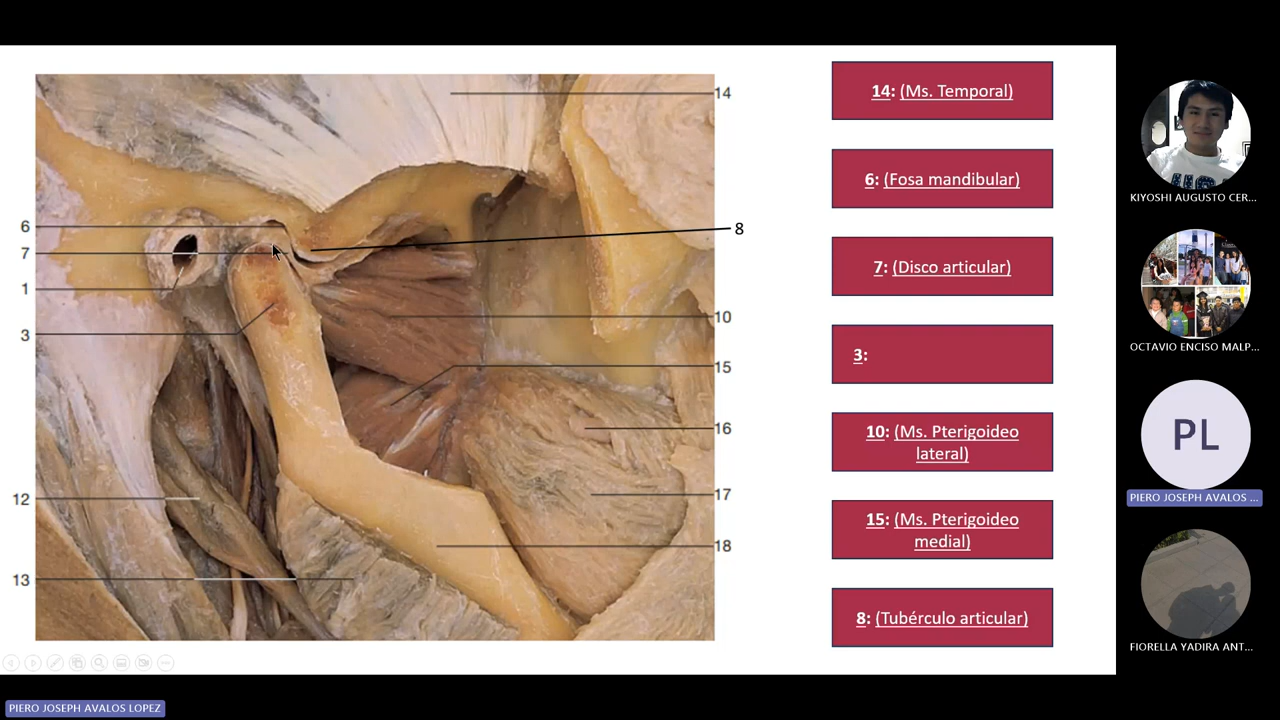 14
6
7
1
3
12
13
8
10
15
16
17
18
14: (Ms. Temporal)
6: (Fosa mandibular)
7: (Disco articular)
3:
10: (Ms. Pterigoideo
lateral)
15: (Ms. Pterigoideo
medial)
8: (Tubérculo articular)
KIYOSHI AUGUSTO CER...
OCTAVIO ENCISO MALP...
PL
PIERO JOSEPH AVALOS ...
FIORELLA YADIRA ANT...
PIERO JOSEPH AVALOS LOPEZ